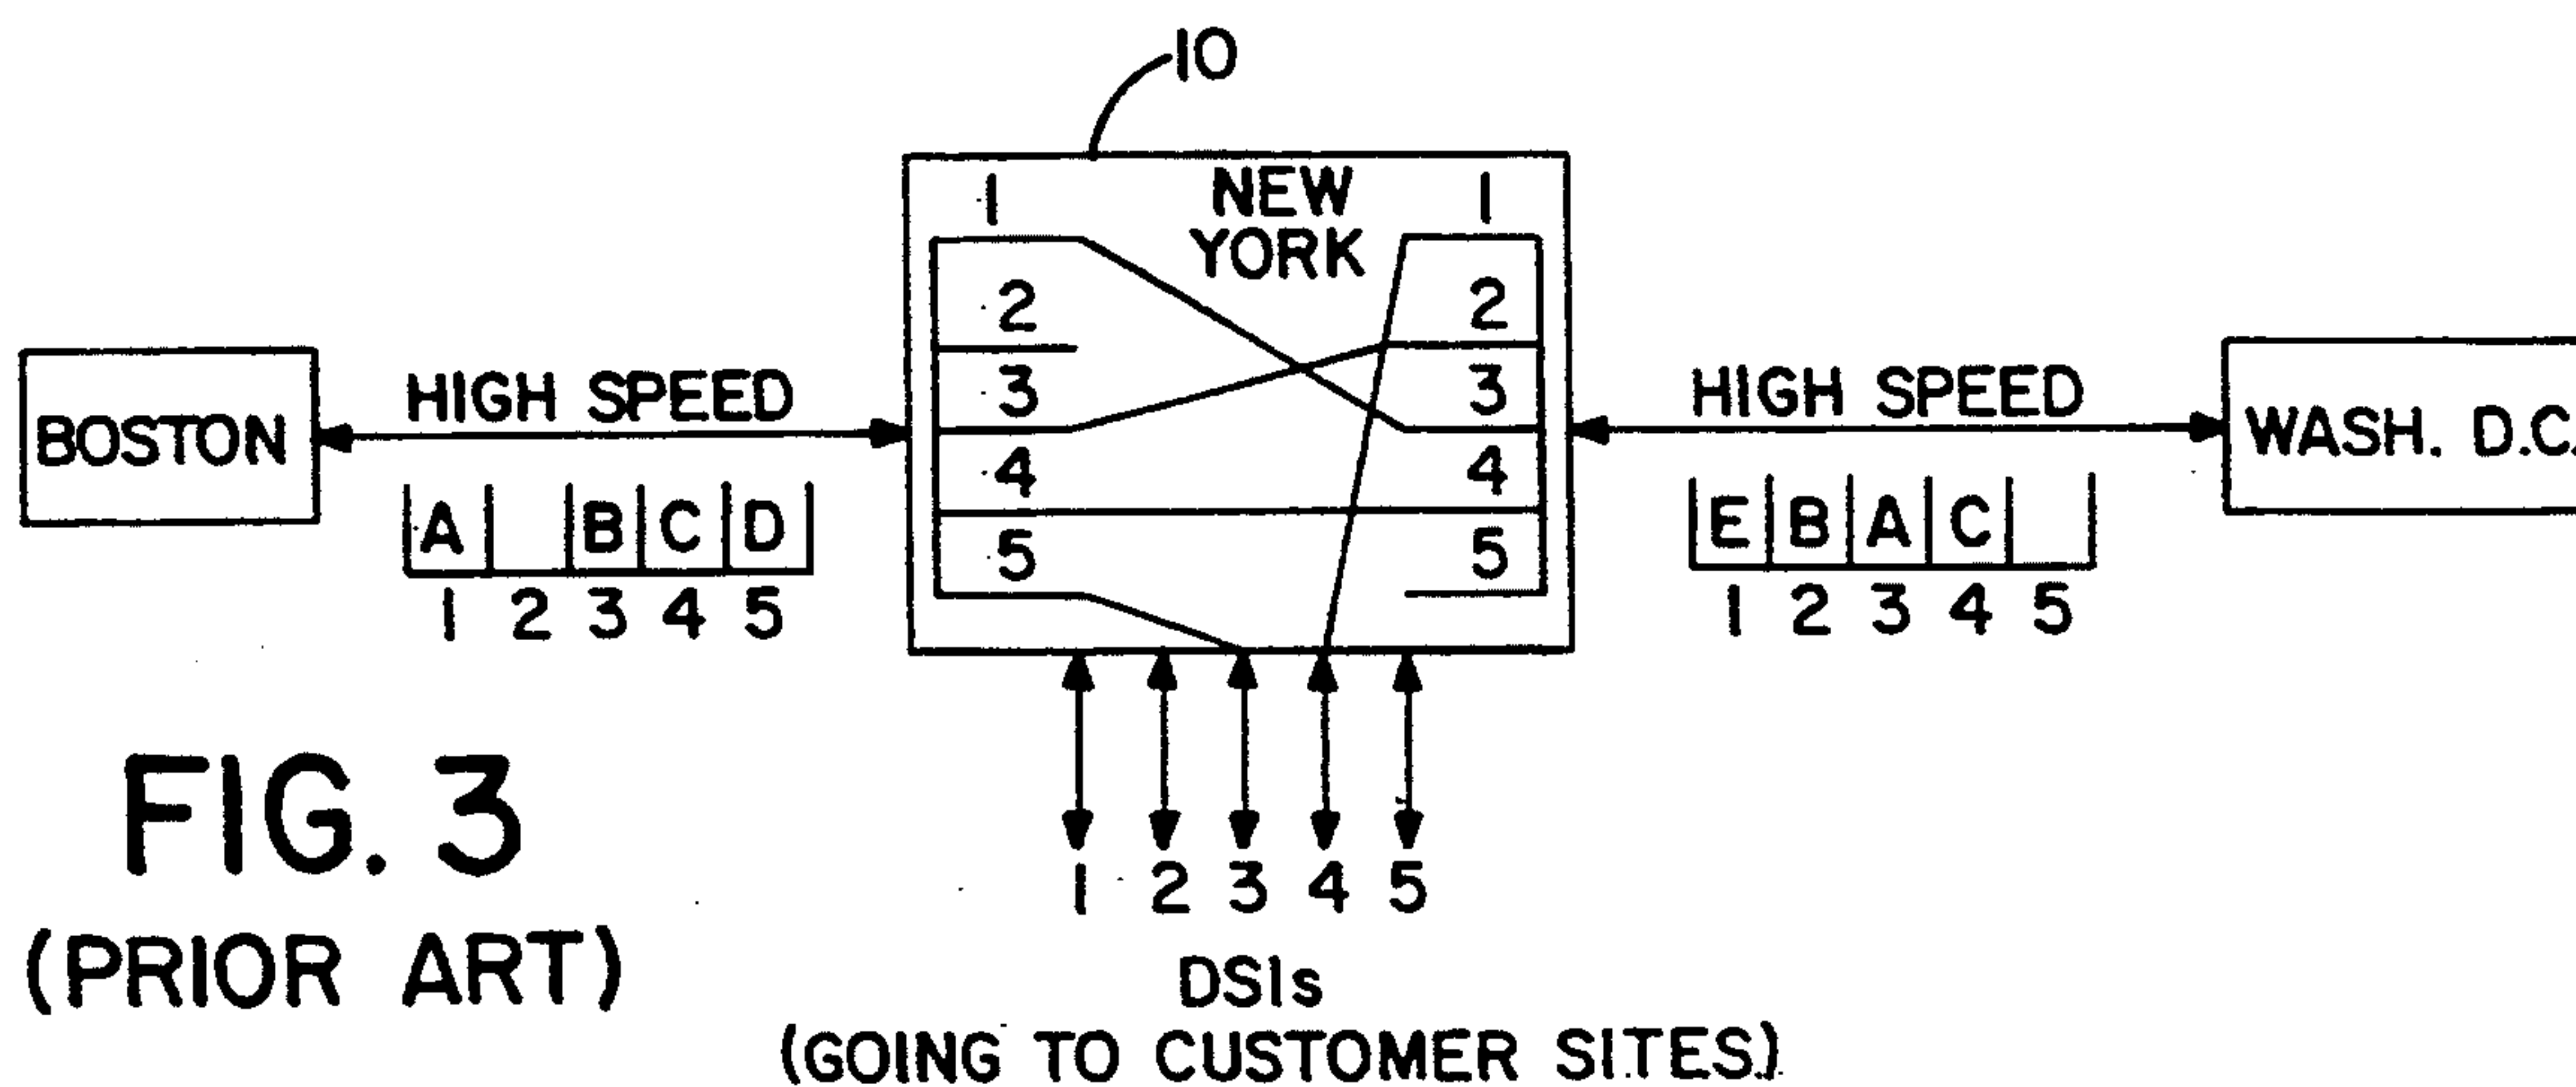 10
NEW
YORK
1
2
3
4
5
1
2
3
4
5
BOSTON
HIGH SPEED
A B C D
1 2 3 4 5
HIGH SPEED
E B A C
1 2 3 4 5
WASH. D.C.
1 2 3 4 5
DS1s
(GOING TO CUSTOMER SITES)
FIG. 3
(PRIOR ART)